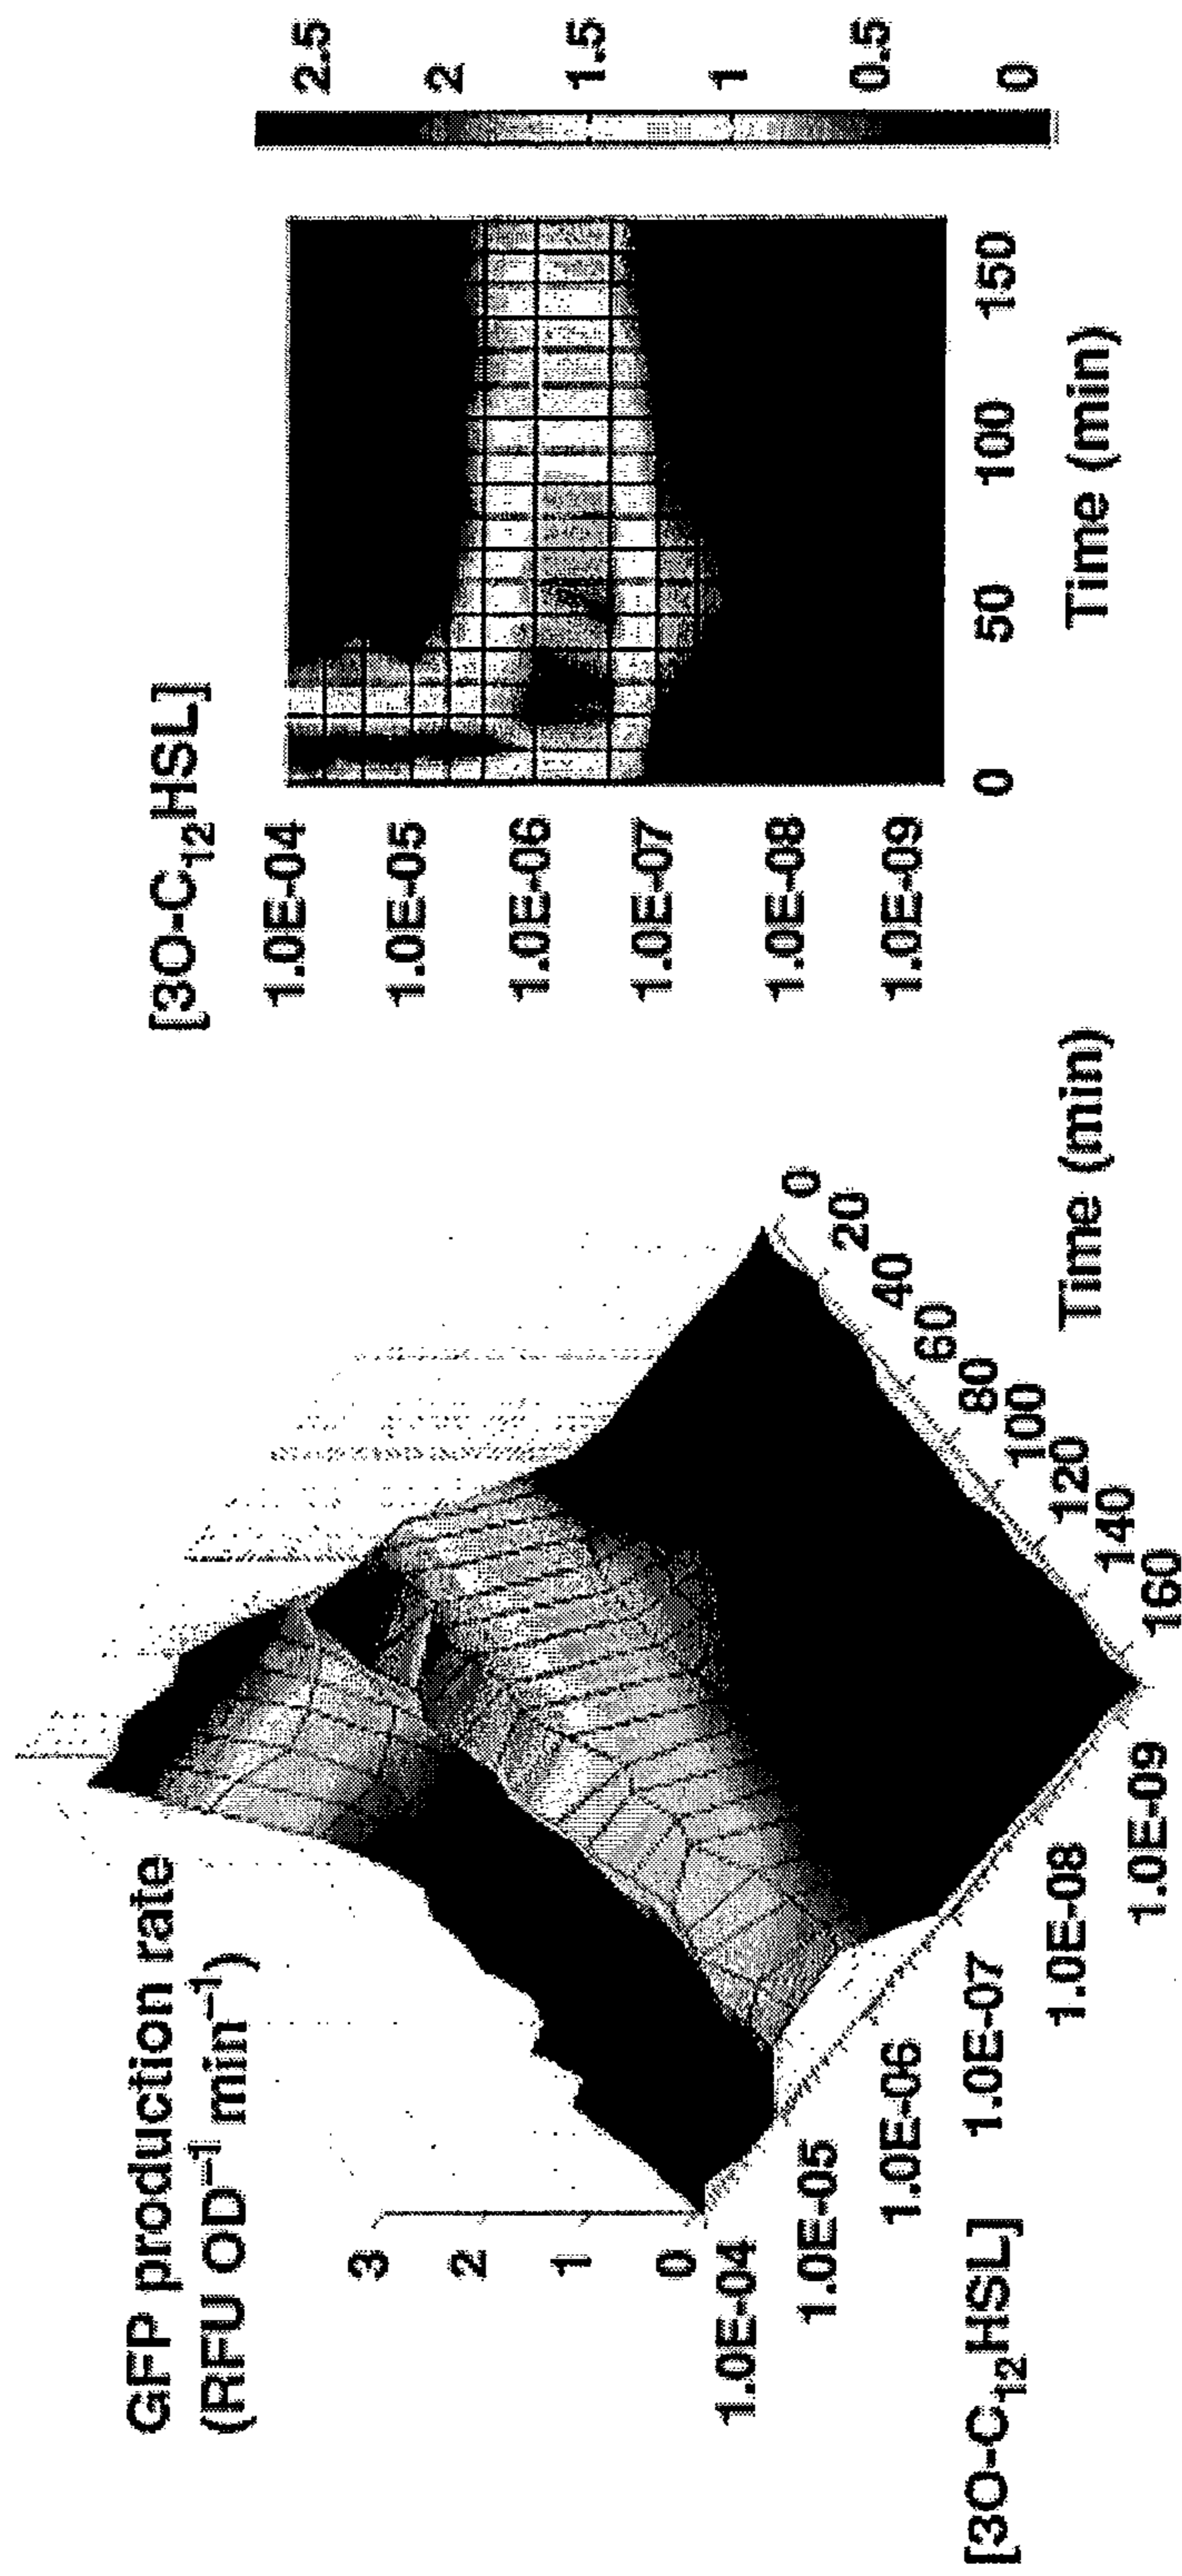 GFP production rate
(RFU OD⁻¹ min⁻¹)
3
2
1
0
1.0E-04
1.0E-05
1.0E-06
1.0E-07
1.0E-08
1.0E-09
[3O-C₁₂HSL]
0
20
40
60
80
100
120
140
160
Time (min)
[3O-C₁₂HSL]
1.0E-04
1.0E-05
1.0E-06
1.0E-07
1.0E-08
1.0E-09
0
50
100
150
Time (min)
2.5
2
1.5
1
0.5
0